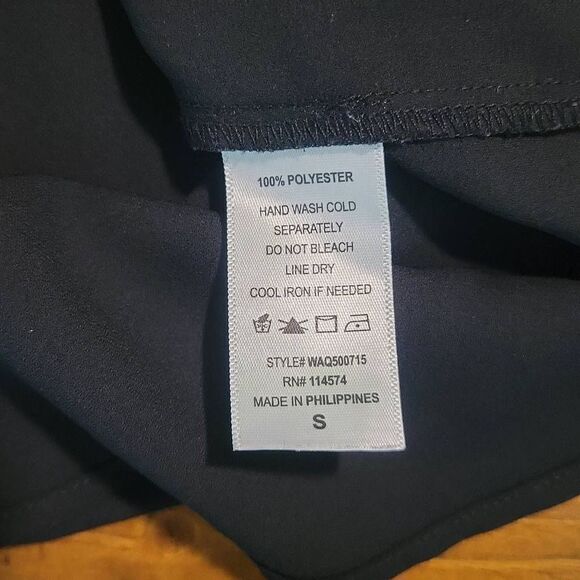 100% POLYESTER
HAND WASH COLD
SEPARATELY
DO NOT BLEACH
LINE DRY
COOL IRON IF NEEDED
STYLE# WAQ500715
RN# 114574
MADE IN PHILIPPINES
S